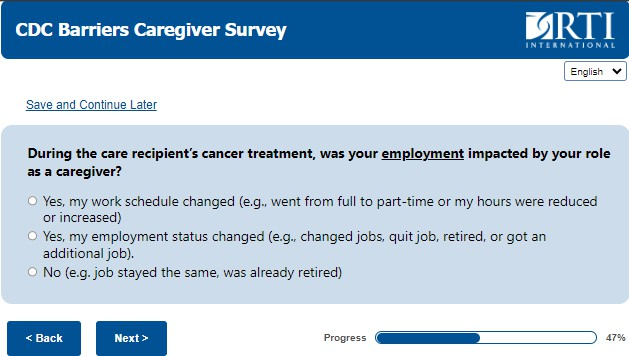 CDC Barriers Caregiver Survey
RTI
INTERNATIONAL
English
Save and Continue Later
During the care recipient's cancer treatment, was your employment impacted by your role
as a caregiver?
Yes, my work schedule changed (e.g., went from full to part-time or my hours were reduced
or increased)
Yes, my employment status changed (e.g., changed jobs, quit job, retired, or got an
additional job).
No (e.g. job stayed the same, was already retired)
< Back
Next >
Progress
47%